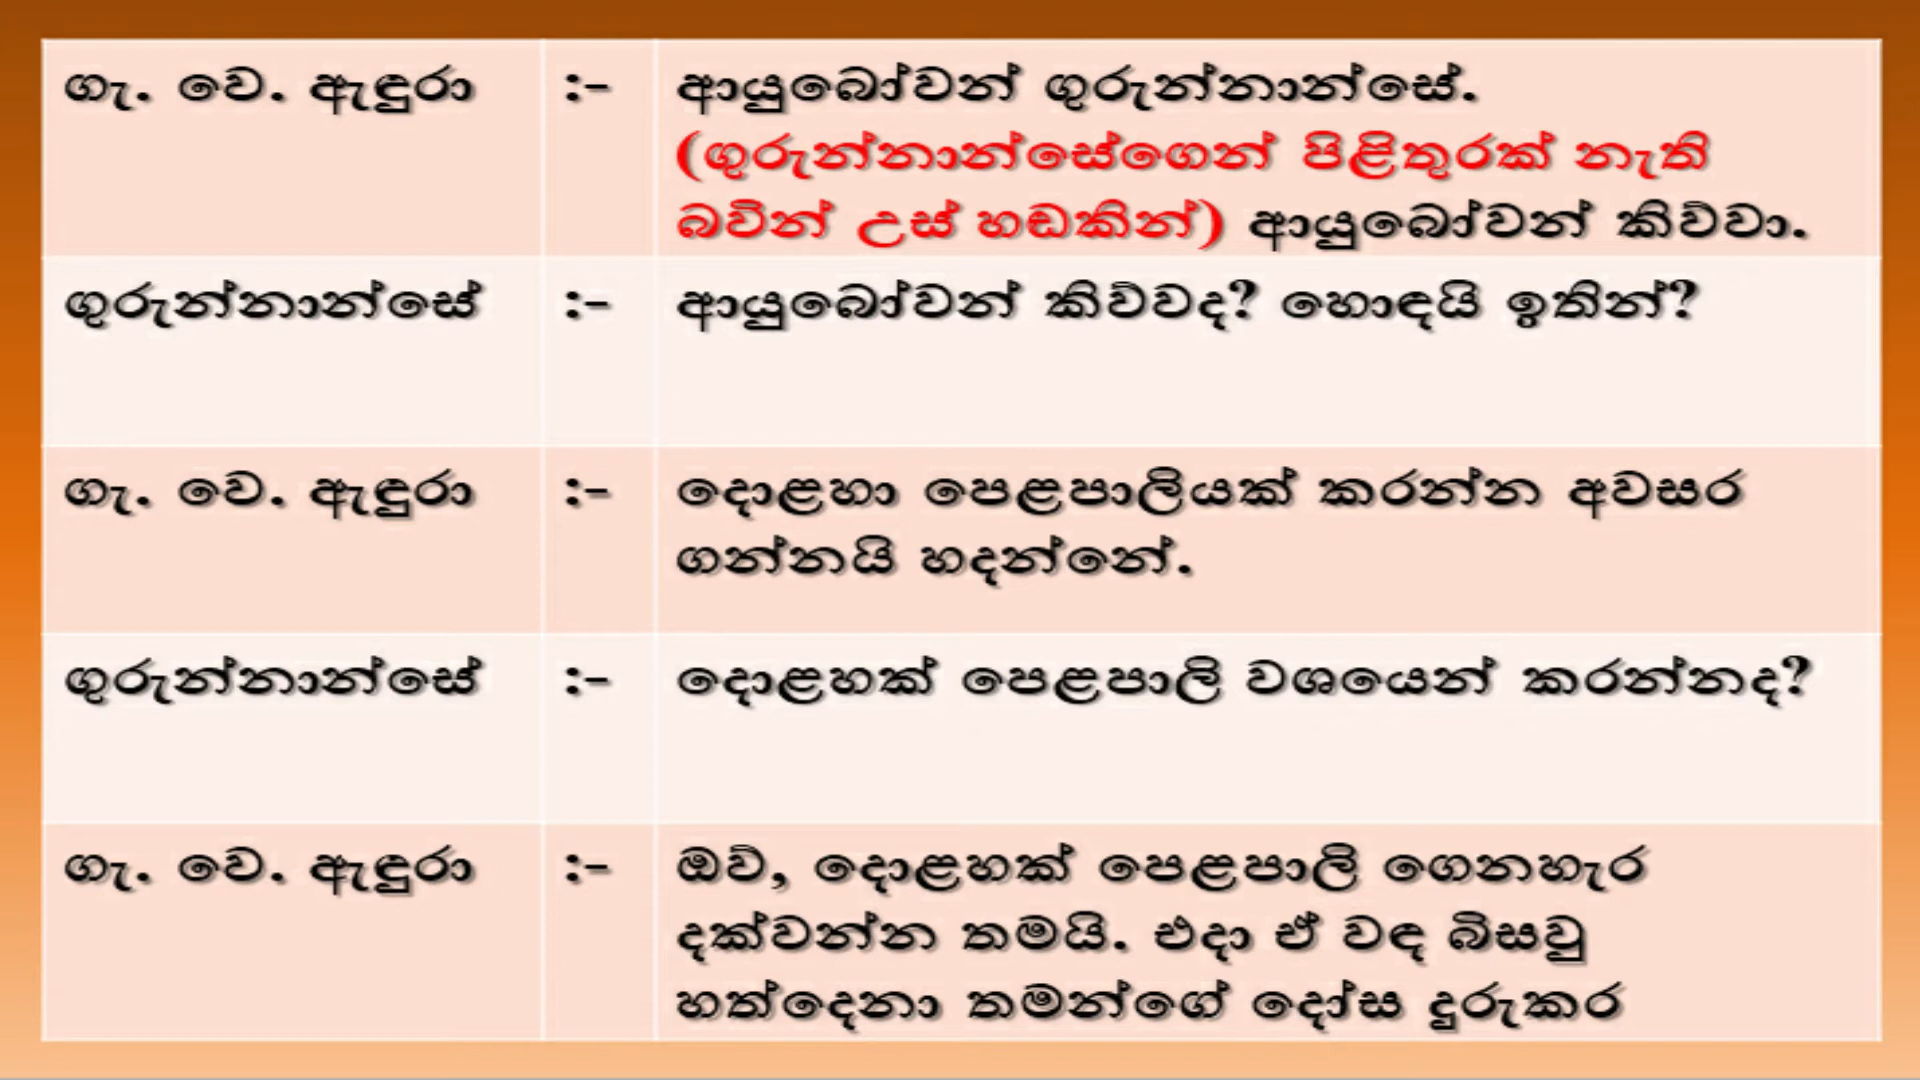 ගැ. වෙ. ඇඳුරා :- ආයුබෝවන් ගුරුන්නාන්සේ.
(ගුරුන්නාන්සේගෙන් පිළිතුරක් නැති
බවින් උස් හඬකින්) ආයුබෝවන් කිව්වා.
ගුරුන්නාන්සේ :- ආයුබෝවන් කිව්වද? හොඳයි ඉතින්?
ගැ. වෙ. ඇඳුරා :- දොළහා පෙළපාලියක් කරන්න අවසර
ගන්නයි හදන්නේ.
ගුරුන්නාන්සේ :- දොළහක් පෙළපාලි වශයෙන් කරන්නද?
ගැ. වෙ. ඇඳුරා :- ඔව්, දොළහක් පෙළපාලි ගෙනහැර
දක්වන්න තමයි. එදා ඒ වඳ බිසවු
හත්දෙනා තමන්ගේ දෝස දුරුකර